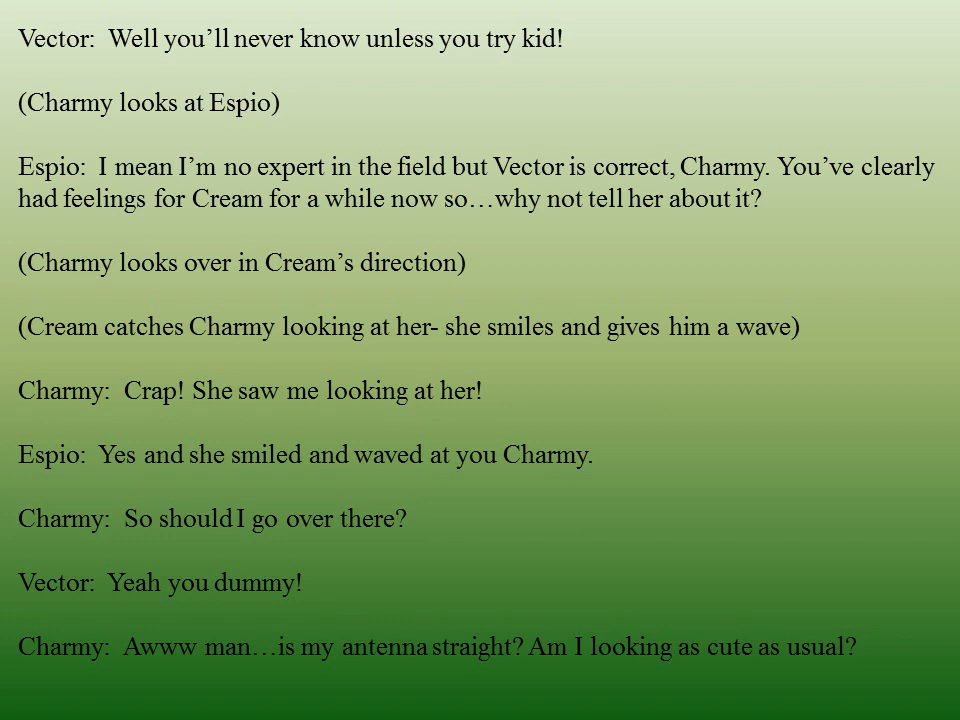 Vector:  Well you’ll never know unless you try kid!
(Charmy looks at Espio)
Espio:  I mean I’m no expert in the field but Vector is correct, Charmy. You’ve clearly
had feelings for Cream for a while now so…why not tell her about it?
(Charmy looks over in Cream’s direction)
(Cream catches Charmy looking at her- she smiles and gives him a wave)
Charmy:  Crap! She saw me looking at her!
Espio:  Yes and she smiled and waved at you Charmy.
Charmy:  So should I go over there?
Vector:  Yeah you dummy!
Charmy:  Awww man…is my antenna straight? Am I looking as cute as usual?